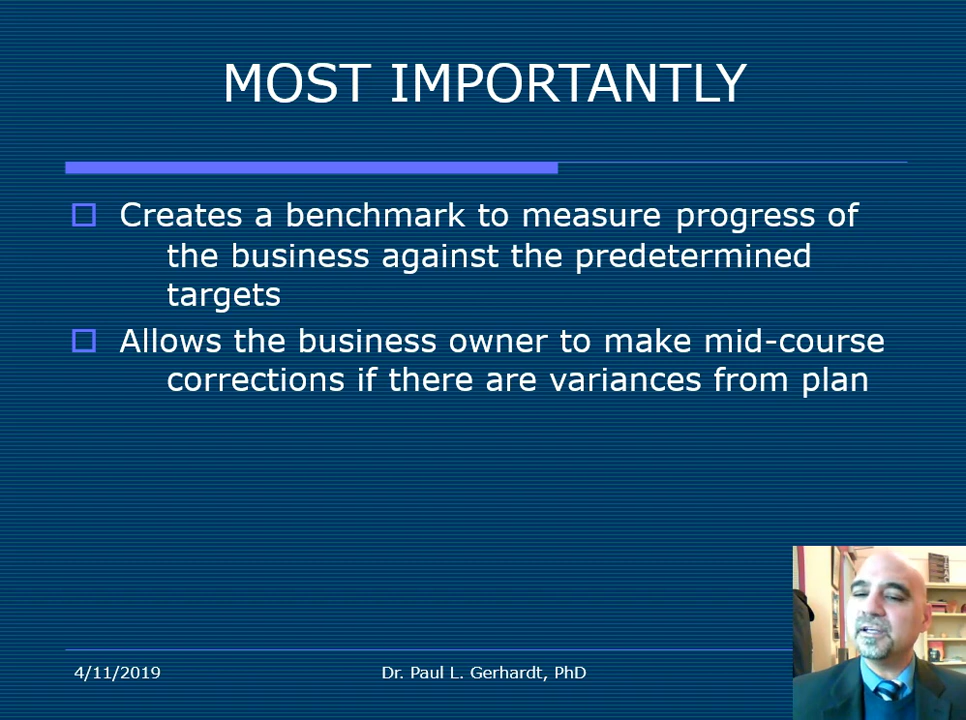 MOST IMPORTANTLY
Creates a benchmark to measure progress of
the business against the predetermined
targets
Allows the business owner to make mid-course
corrections if there are variances from plan
4/11/2019
Dr. Paul L. Gerhardt, PhD